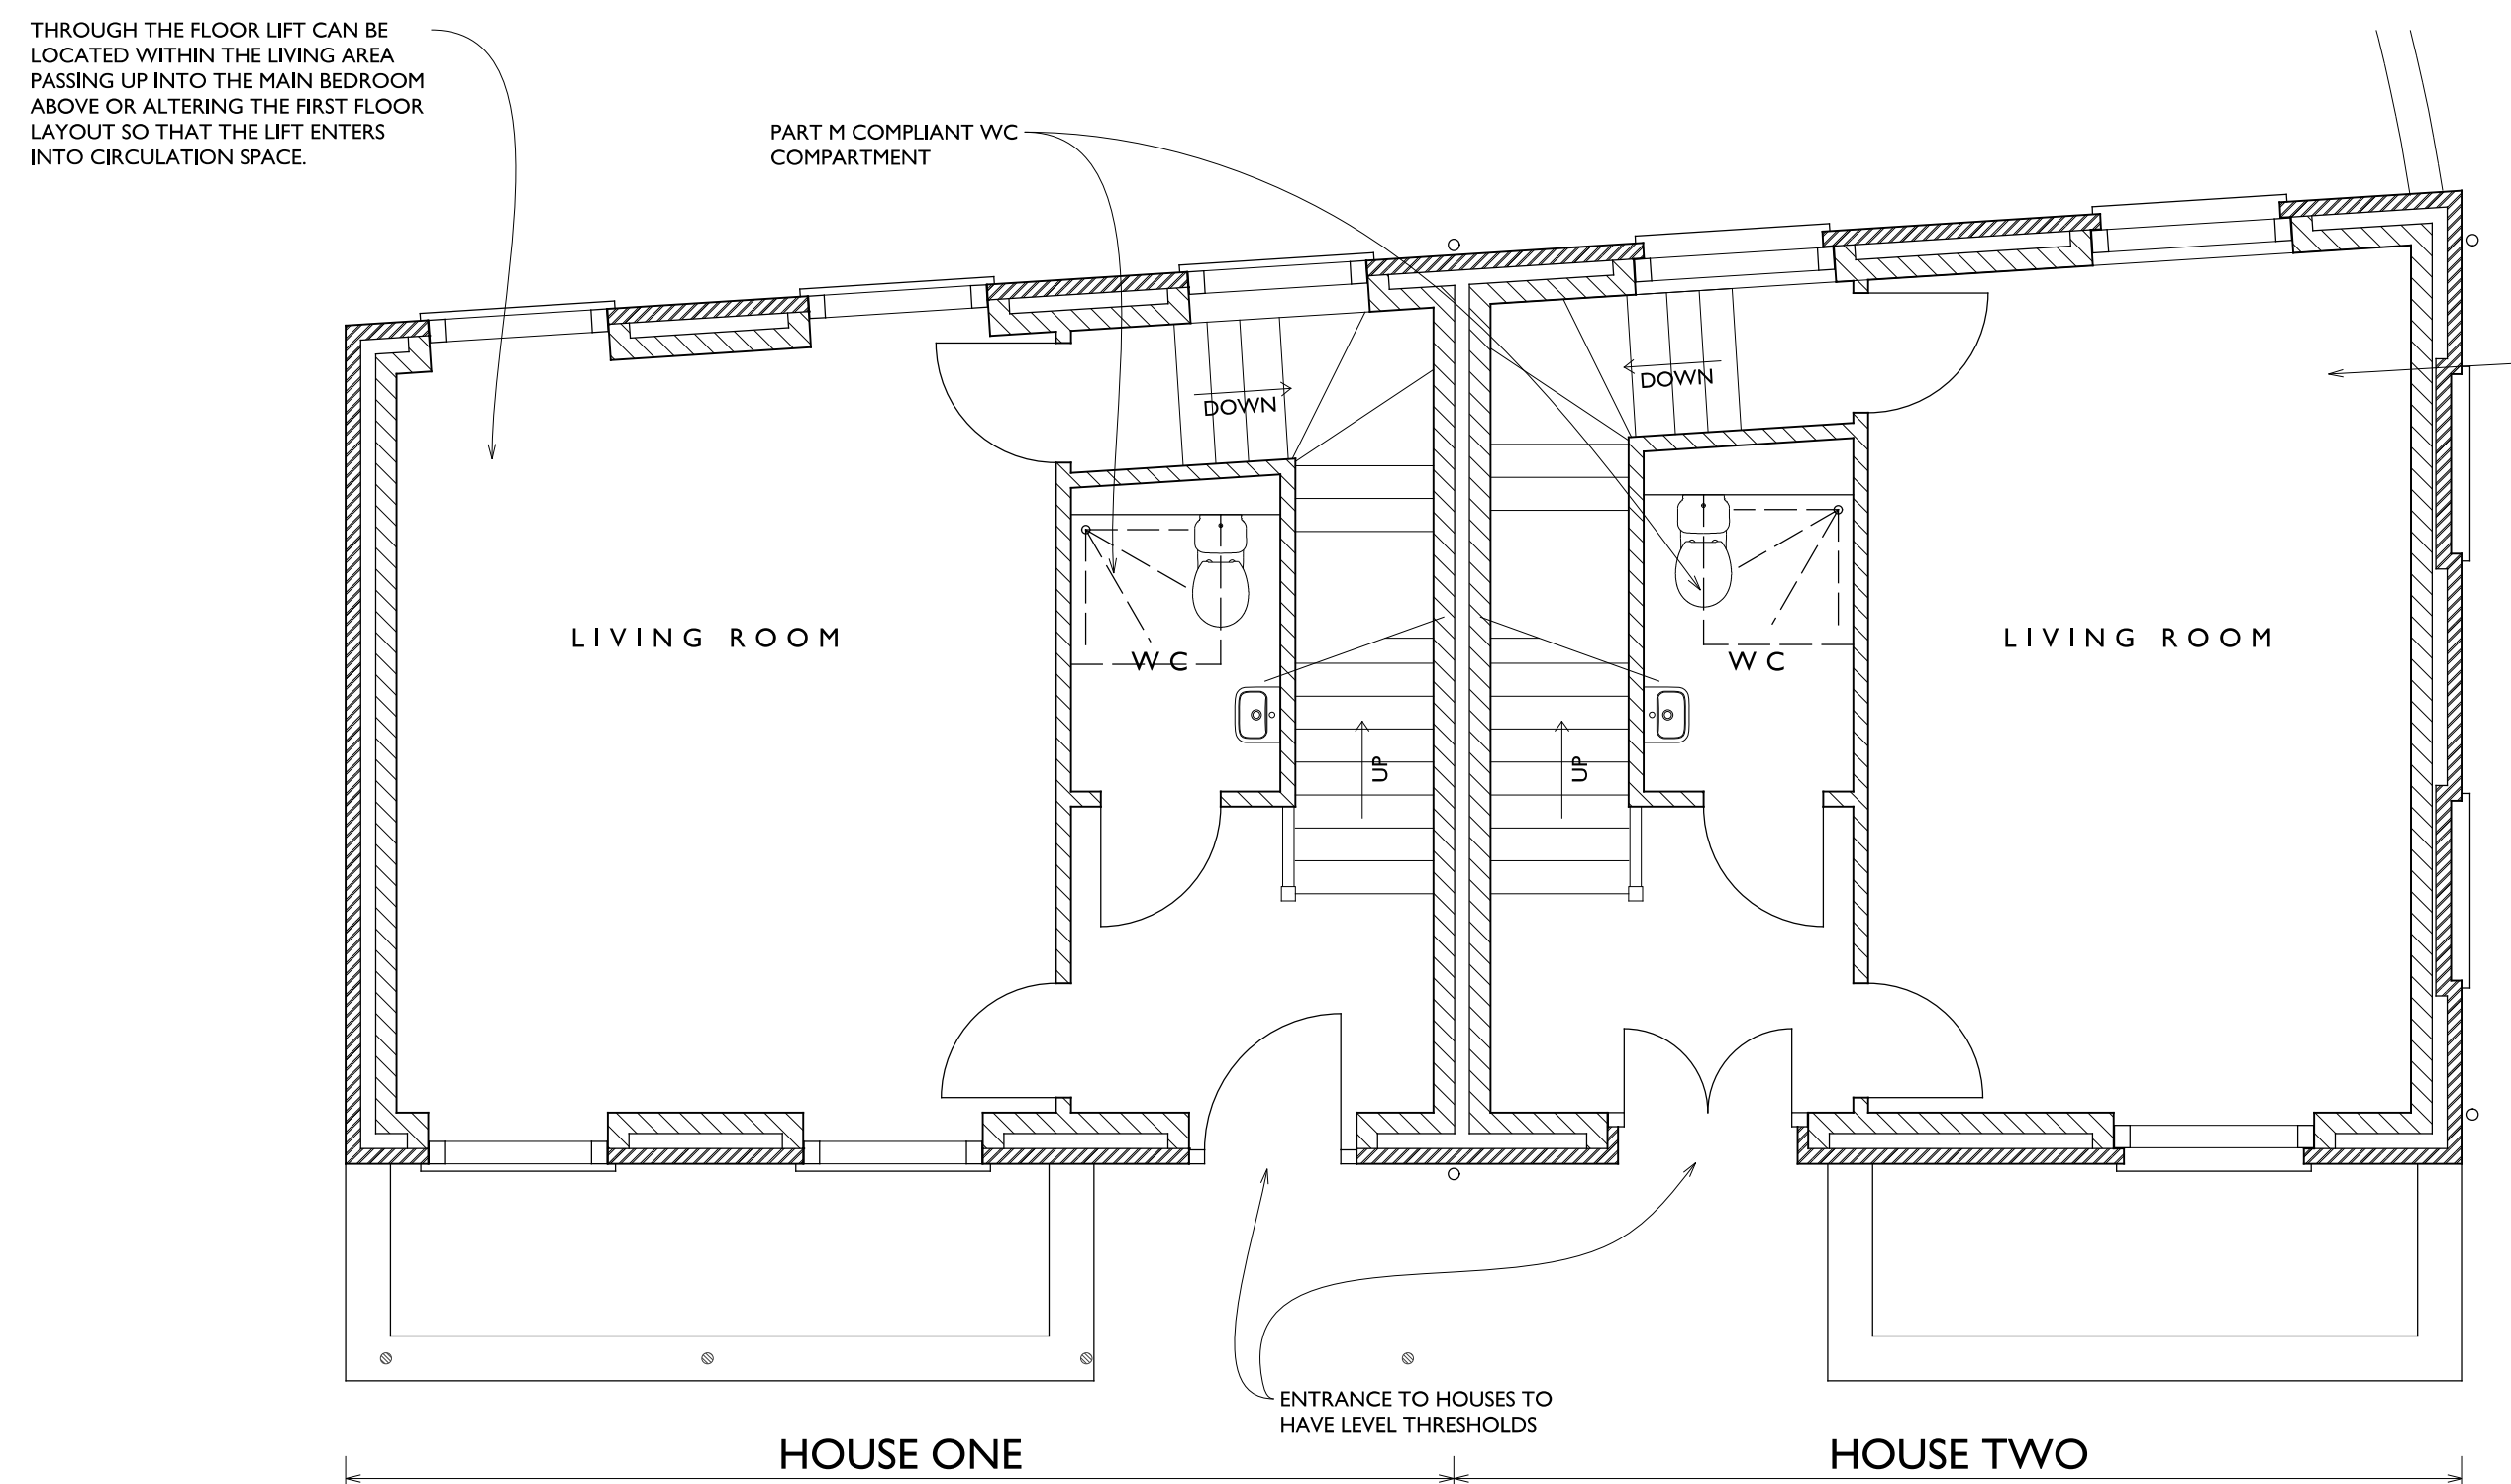 THROUGH THE FLOOR LIFT CAN BE
LOCATED WITHIN THE LIVING AREA
PASSING UP INTO THE MAIN BEDROOM
ABOVE OR ALTERING THE FIRST FLOOR
LAYOUT SO THAT THE LIFT ENTERS
INTO CIRCULATION SPACE.
PART M COMPLIANT WC
COMPARTMENT
DOWN
DOWN
LIVING ROOM
WC
WC
LIVING ROOM
UP
UP
ENTRANCE TO HOUSES TO
HAVE LEVEL THRESHOLDS
HOUSE ONE
HOUSE TWO